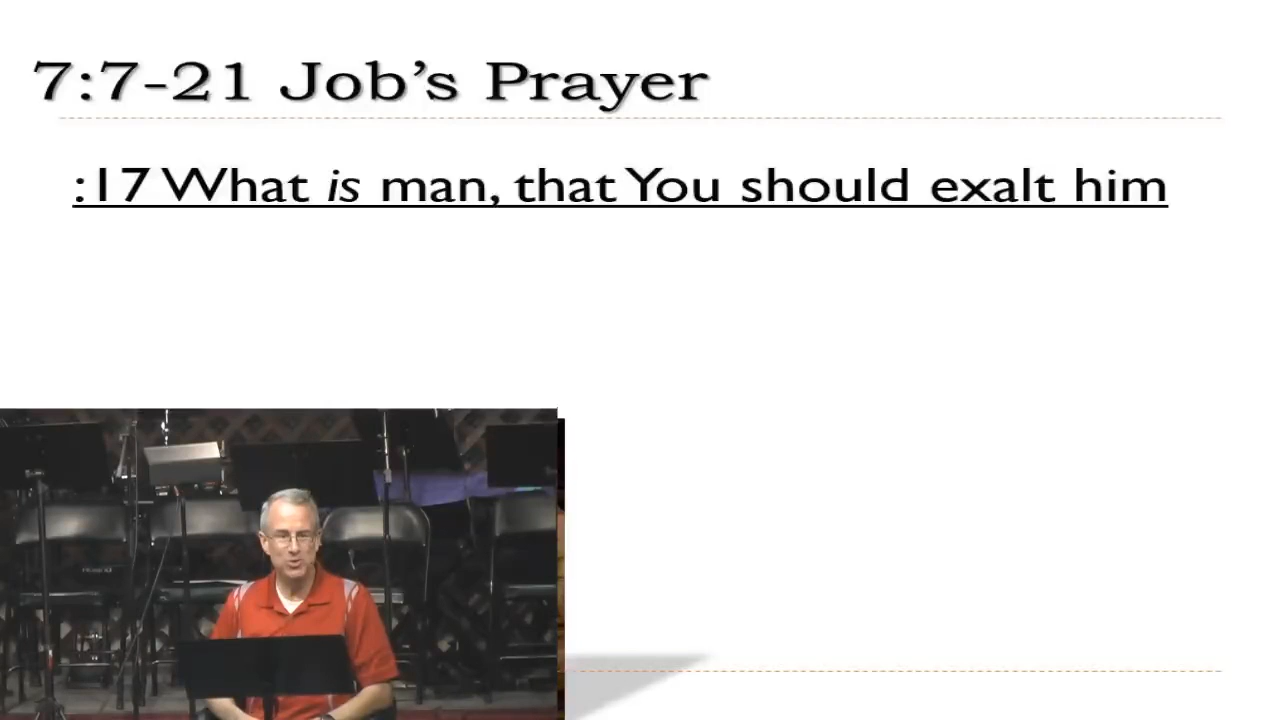 7:7-21 Job's Prayer
:17 What is man, that You should exalt him